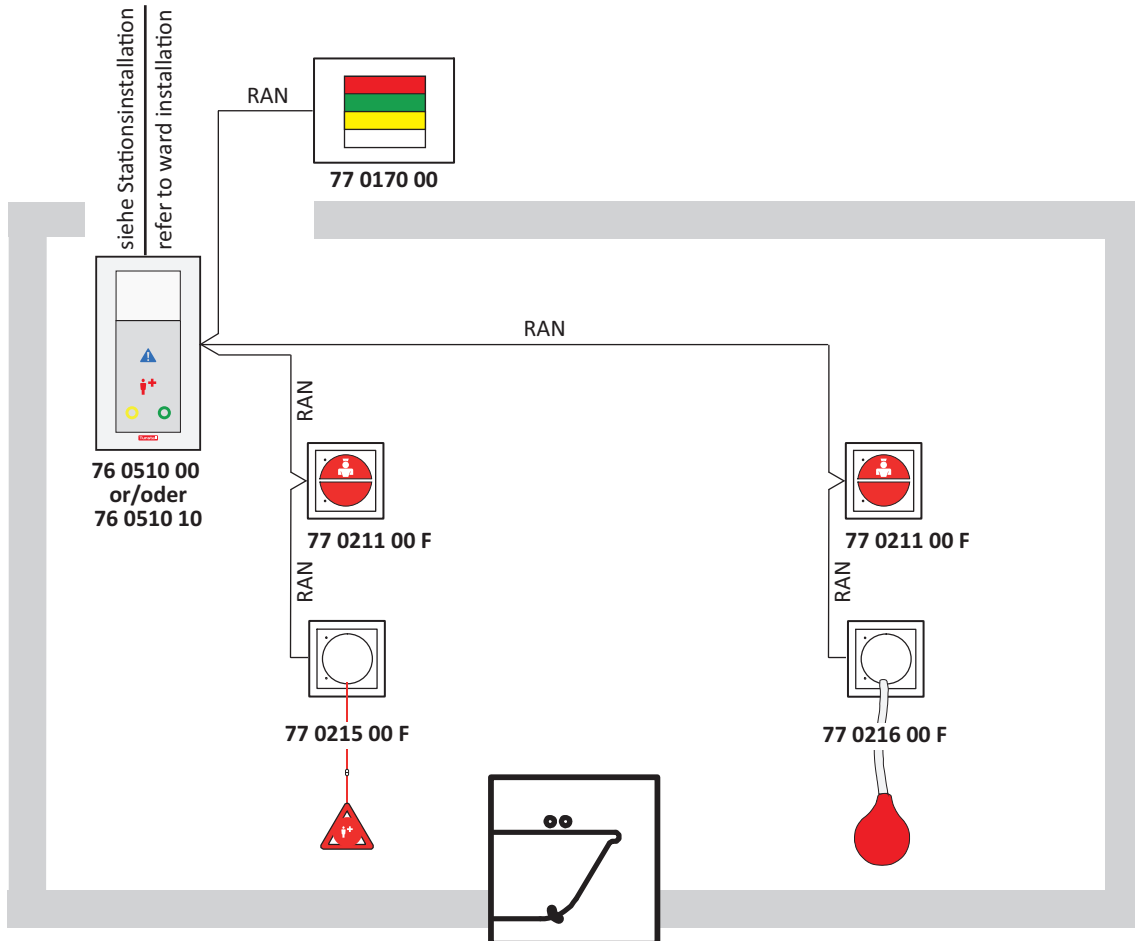 siehe Stationsinstallation
refer to ward installation
RAN
77 0170 00
RAN
RAN
76 0510 00
or/oder
76 0510 10
77 0211 00 F
77 0211 00 F
RAN
RAN
77 0215 00 F
77 0216 00 F